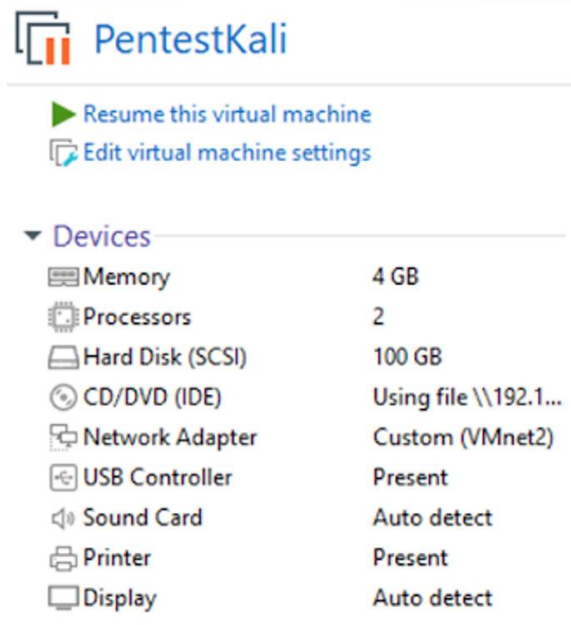 PentestKali
Resume this virtual machine
Edit virtual machine settings
Devices
Memory 4 GB
Processors 2
Hard Disk (SCSI) 100 GB
CD/DVD (IDE) Using file \\192.1...
Network Adapter Custom (VMnet2)
USB Controller Present
Sound Card Auto detect
Printer Present
Display Auto detect